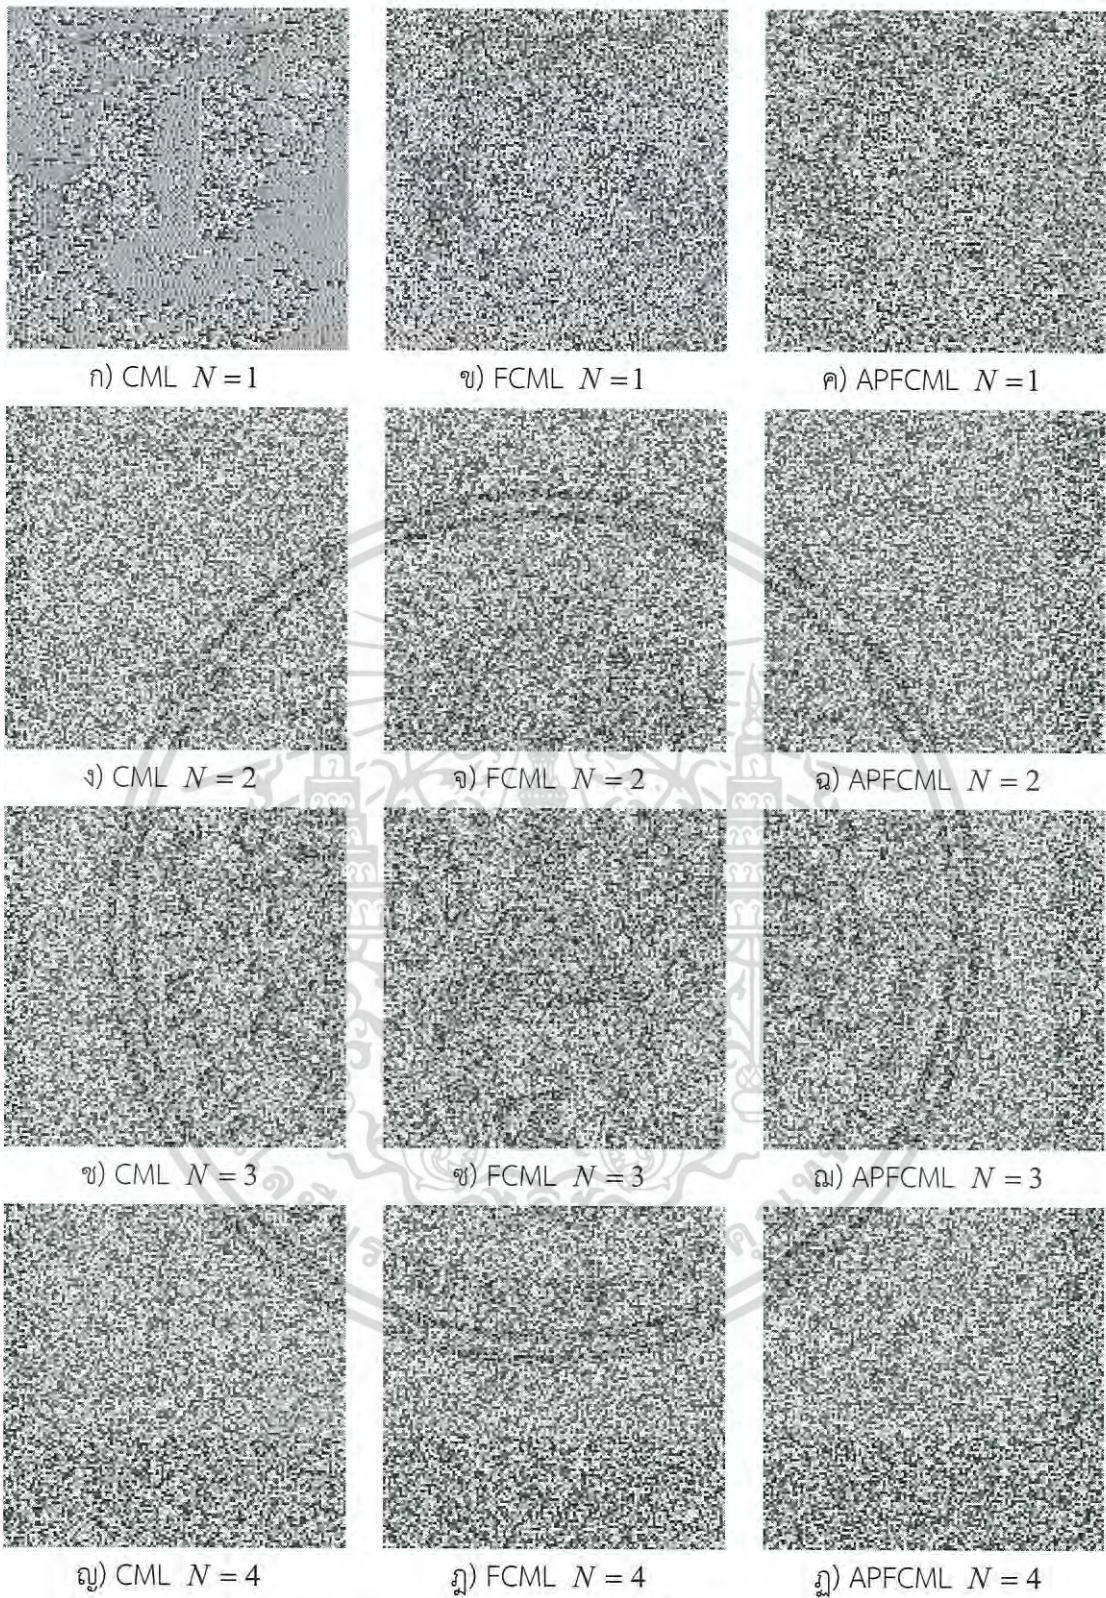 ก) CML N = 1
ข) FCML N = 1
ค) APFCML N = 1
ง) CML N = 2
จ) FCML N = 2
ฉ) APFCML N = 2
ช) CML N = 3
ซ) FCML N = 3
ฌ) APFCML N = 3
ญ) CML N = 4
ฎ) FCML N = 4
ฏ) APFCML N = 4